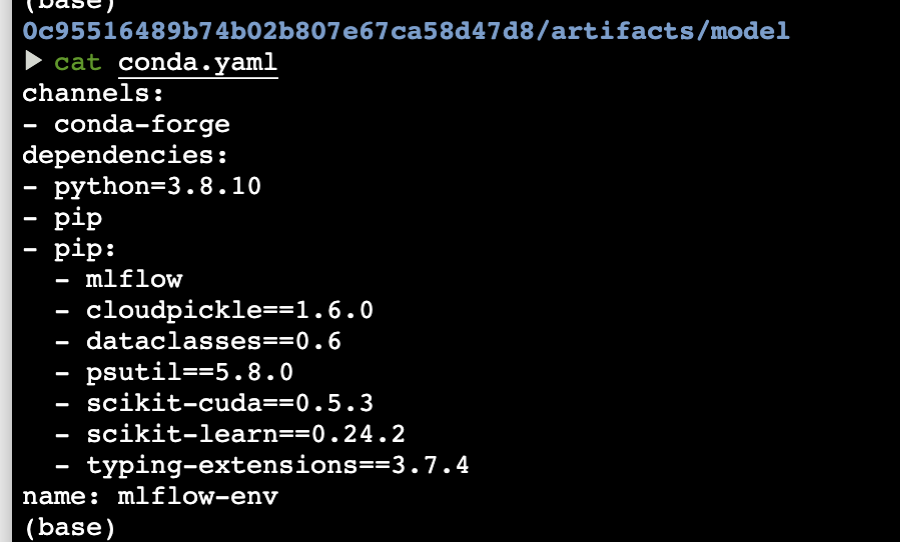 (base)
0c95516489b74b02b807e67ca58d47d8/artifacts/model
▶ cat conda.yaml
channels:
- conda-forge
dependencies:
- python=3.8.10
- pip
- pip:
  - mlflow
  - cloudpickle==1.6.0
  - dataclasses==0.6
  - psutil==5.8.0
  - scikit-cuda==0.5.3
  - scikit-learn==0.24.2
  - typing-extensions==3.7.4
name: mlflow-env
(base)